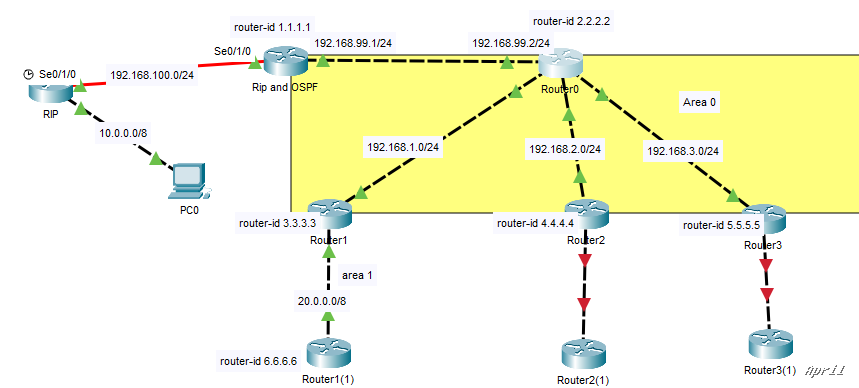 router-id 2.2.2.2
router-id 1.1.1.1
192.168.99.1/24
192.168.99.2/24
Se0/1/0
Se0/1/0
192.168.100.0/24
Rip and OSPF
Router0
RIP
Area 0
10.0.0.0/8
192.168.1.0/24
192.168.2.0/24
192.168.3.0/24
PC0
router-id 3.3.3.3
router-id 4.4.4.4
router-id 5.5.5.5
Router1
Router2
Router3
area 1
20.0.0.0/8
router-id 6.6.6.6
Router1(1)
Router2(1)
Router3(1)
April